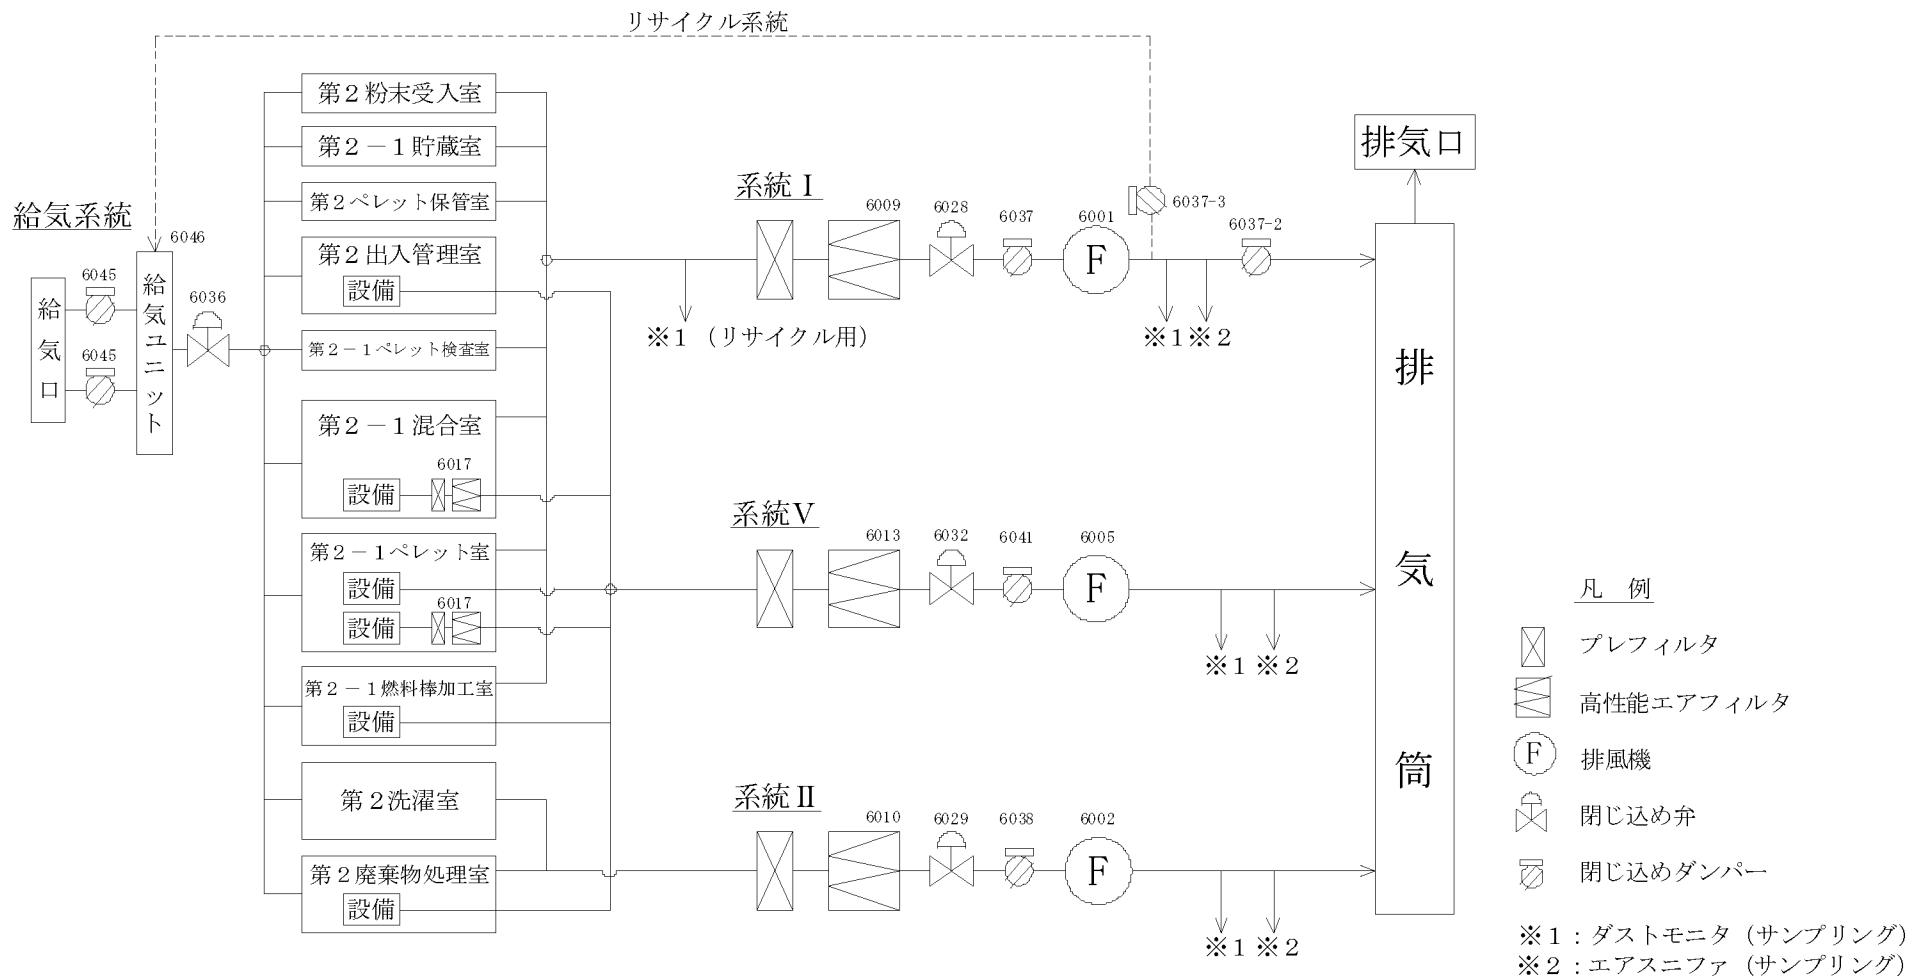 リサイクル系統
第２粉末受入室
第２－１貯蔵室
第２ペレット保管室
第２出入管理室
設備
第２－１ペレット検査室
第２－１混合室
6017
設備
第２－１ペレット室
設備
6017
設備
第２－１燃料棒加工室
設備
第２洗濯室
第２廃棄物処理室
設備
給気系統
6046
6045
6045
6036
給気口
給気ユニット
系統Ⅰ
6009
6028
6037
6001
6037-3
6037-2
F
※１（リサイクル用）
※１
※２
系統Ⅴ
6013
6032
6041
6005
F
※１
※２
系統Ⅱ
6010
6029
6038
6002
F
※１
※２
排気口
排気筒
凡　例
プレフィルタ
高性能エアフィルタ
F
排風機
閉じ込め弁
閉じ込めダンパー
※１：ダストモニタ（サンプリング）
※２：エアスニファ（サンプリング）